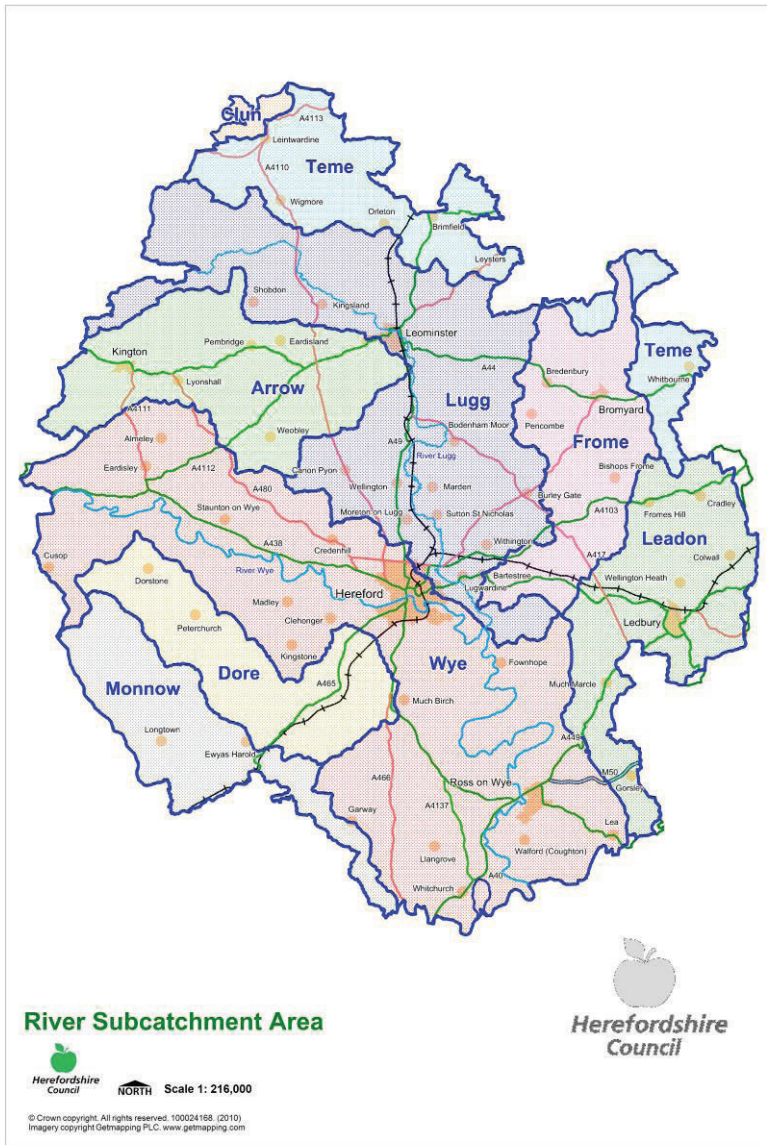 Clun
A4113
Leintwardine
Teme
A4110
Wigmore
Orleton
Brimfield
Leysters
Shobdon
Kingsland
Leominster
Pembridge
Eardisland
Kington
Lyonshall
Arrow
A44
Teme
Whitbourne
Bredenbury
Lugg
Bromyard
A4111
Almeley
Weobley
A49
Bodenham Moor
Pencombe
Frome
River Lugg
Eardisley
A4112
Canon Pyon
Bishops Frome
A480
Wellington
Marden
Burley Gate
Cradley
Staunton on Wye
Moreton on Lugg
Sutton St Nicholas
A4103
Fromes Hill
A438
Credenhill
Withington
A417
Leadon
Colwall
Cusop
River Wye
Bartestree
Wellington Heath
Dorstone
Hereford
Lugwardine
Madley
Ledbury
Peterchurch
Clehonger
Kingstone
Wye
Fownhope
Dore
Monnow
A465
Much Marcle
Much Birch
Longtown
Ewyas Harold
A449
M50
A466
Ross on Wye
Gorsley
Garway
A4137
Lea
Llangrove
Walford (Coughton)
Whitchurch
A40
River Subcatchment Area
Herefordshire
Council
Herefordshire
Council
NORTH
Scale 1: 216,000
© Crown copyright. All rights reserved. 100024168. (2010)
Imagery copyright Getmapping PLC. www.getmapping.com